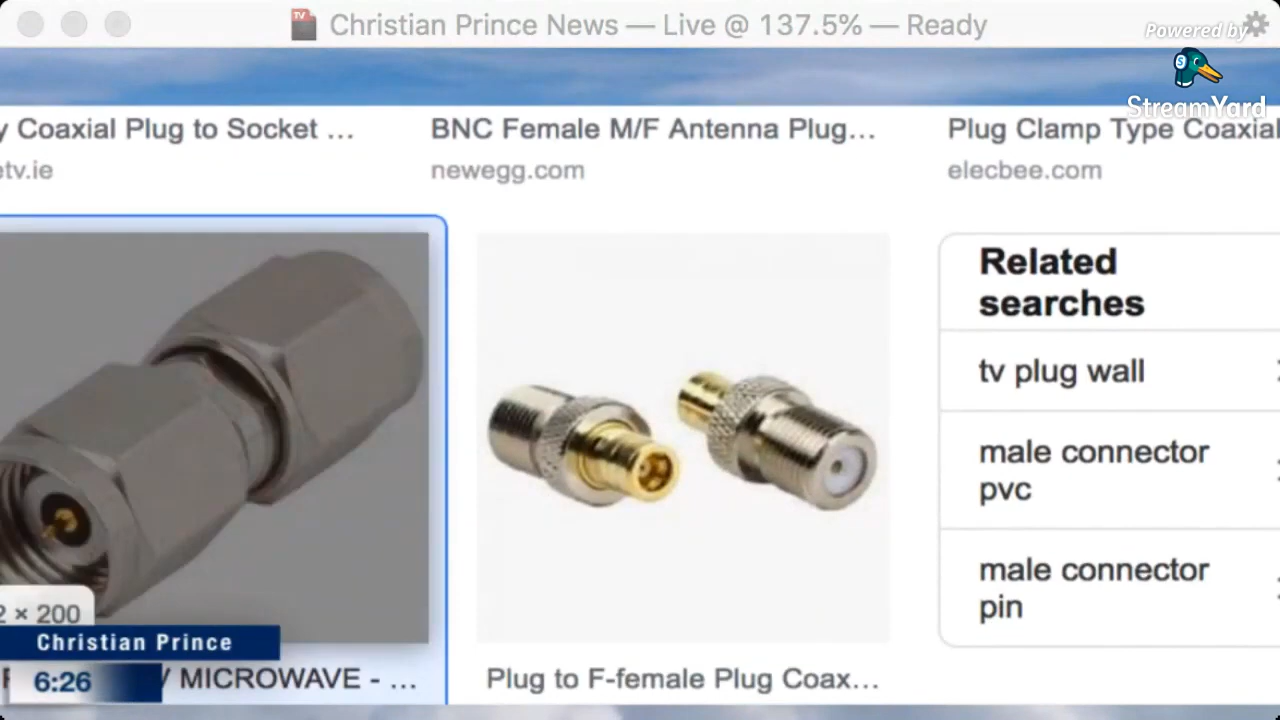 TV Christian Prince News — Live @ 137.5% — Ready
Powered by
StreamYard
y Coaxial Plug to Socket ...
BNC Female M/F Antenna Plug...
Plug Clamp Type Coaxial
etv.ie
newegg.com
elecbee.com
Related
searches
tv plug wall
male connector
pvc
male connector
pin
2 × 200
Christian Prince
6:26
MICROWAVE - ...
Plug to F-female Plug Coax...